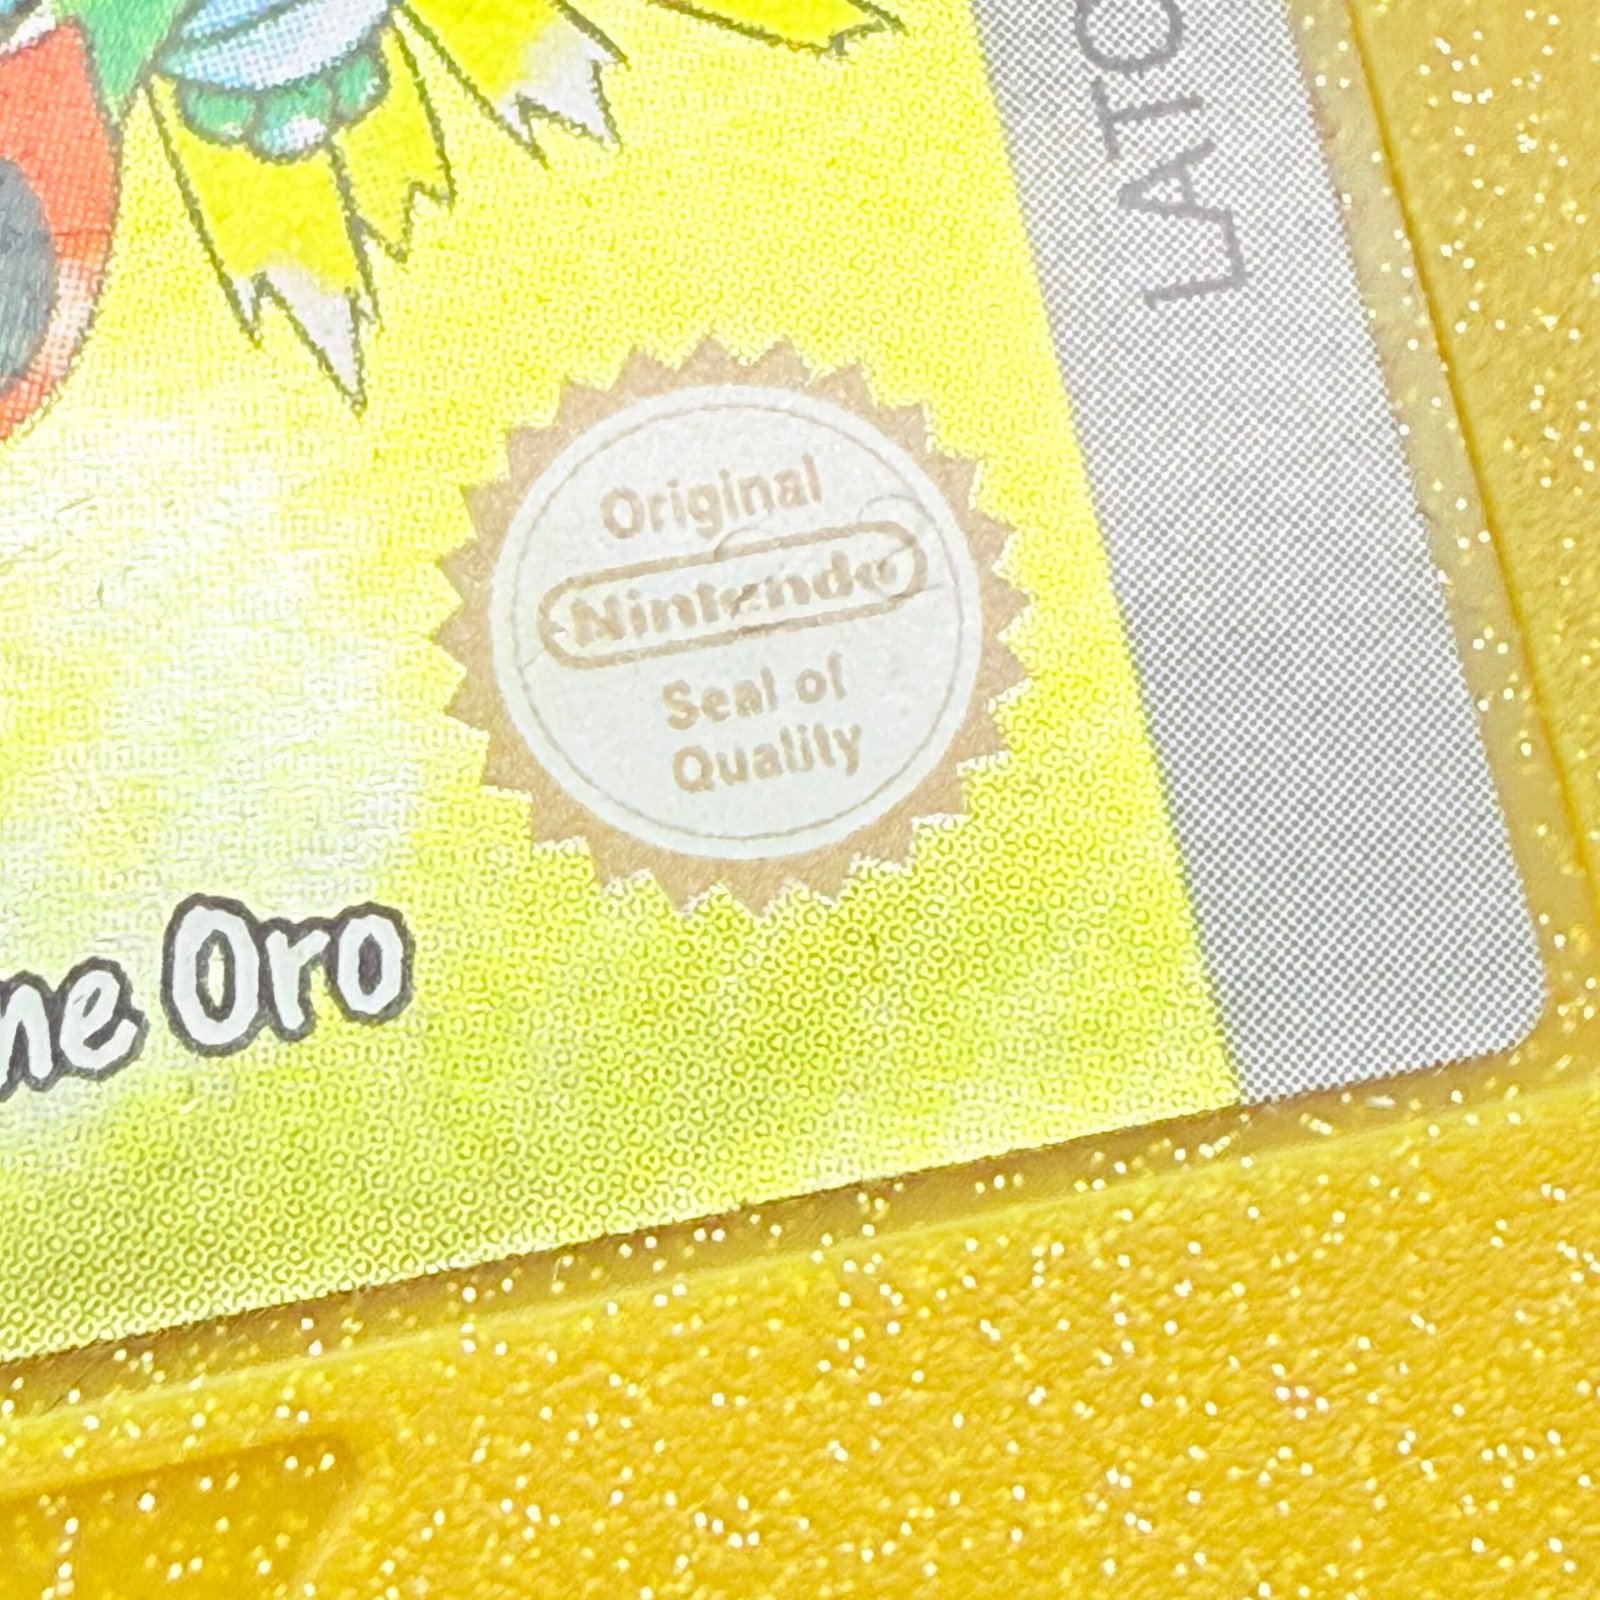 LATO
Original
Nintendo
Seal of
Quality
ne Oro